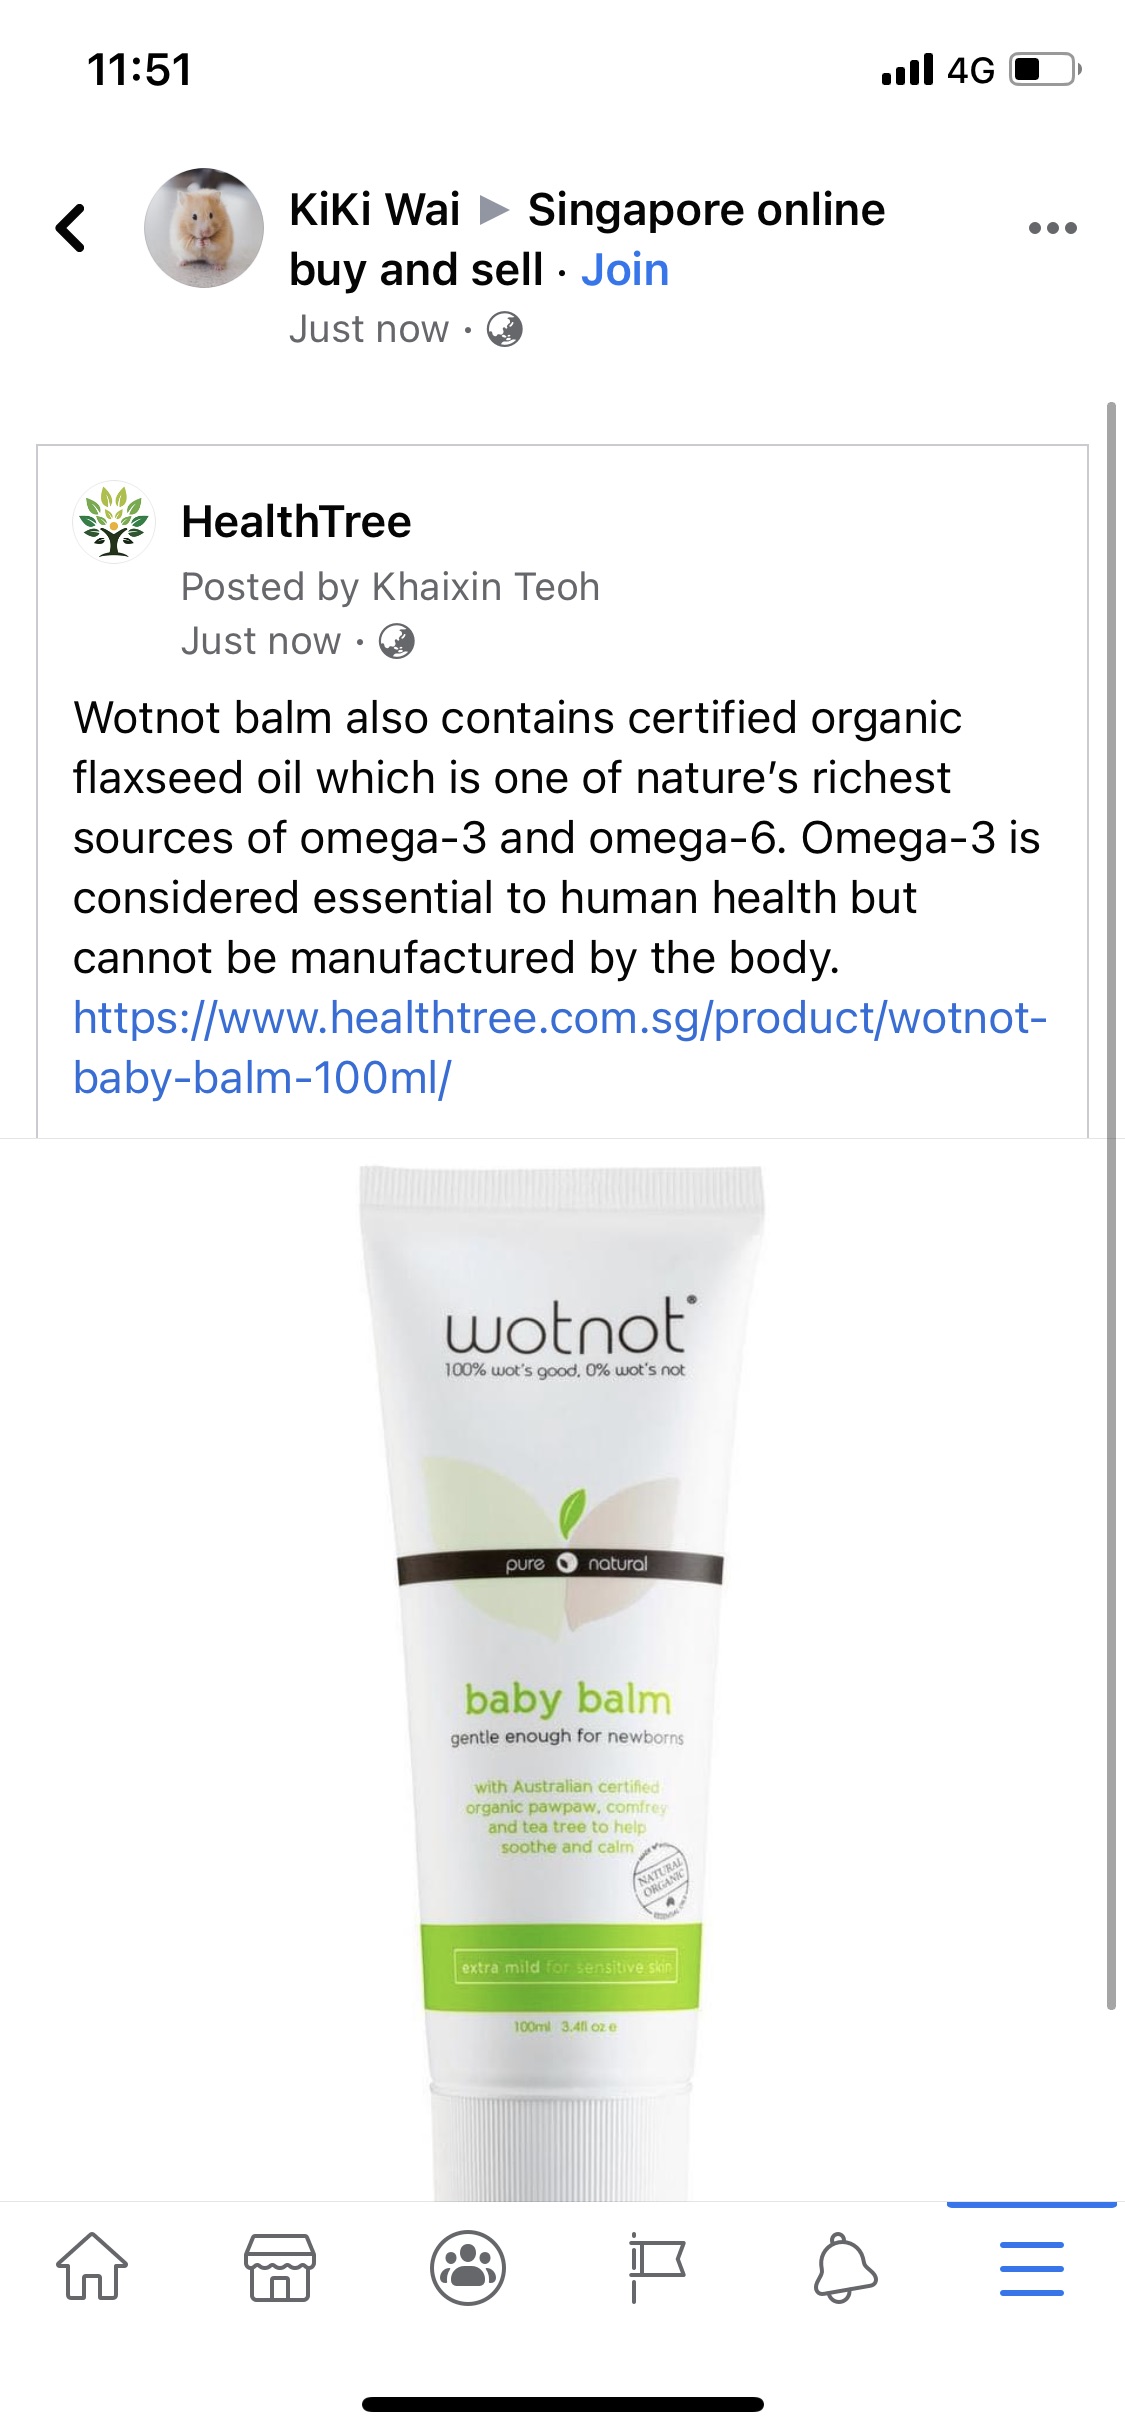 11:51
4G
KiKi Wai ▶ Singapore online
buy and sell · Join
Just now ·
HealthTree
Posted by Khaixin Teoh
Just now ·
Wotnot balm also contains certified organic
flaxseed oil which is one of nature’s richest
sources of omega-3 and omega-6. Omega-3 is
considered essential to human health but
cannot be manufactured by the body.
https://www.healthtree.com.sg/product/wotnot-
baby-balm-100ml/
wotnot®
100% wot's good, 0% wot's not
pure natural
baby balm
gentle enough for newborns
with Australian certified
organic pawpaw, comfrey
and tea tree to help
soothe and calm
NATURAL
ORGANIC
extra mild for sensitive skin
100ml 3.4fl oz e